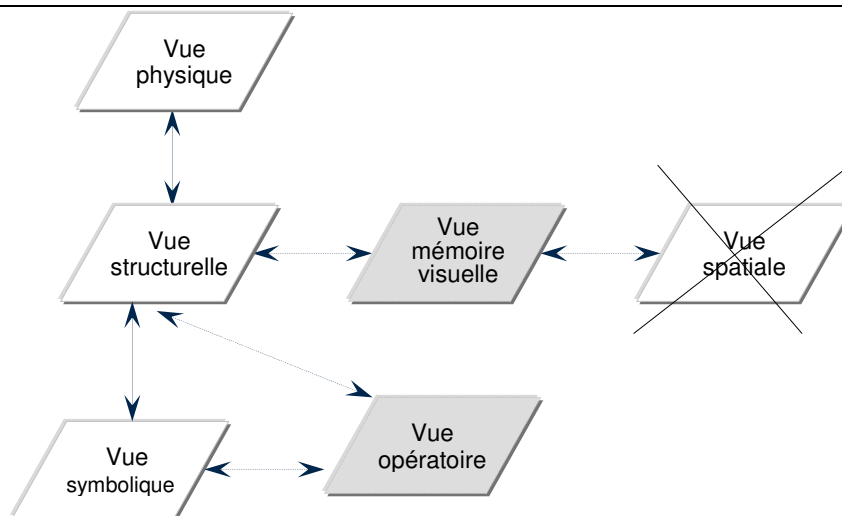 Vue
physique
Vue
structurelle
Vue
mémoire
visuelle
Vue
spatiale
Vue
symbolique
Vue
opératoire